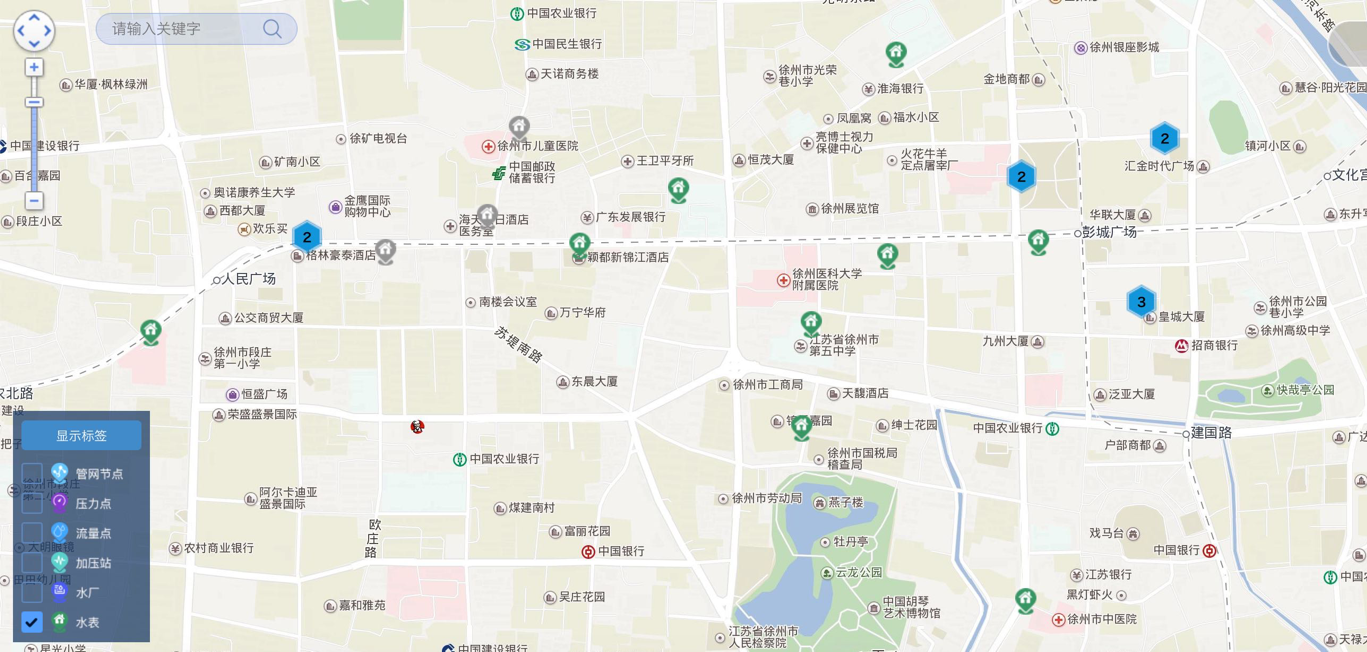 请输入关键字
中国农业银行
中国民生银行
天诺商务楼
华厦·枫林绿洲
徐州市光荣
巷小学
淮海银行
金地商都
徐州银座影城
慧谷·阳光花园
凤凰窝
福水小区
亮博士视力
保健中心
火花牛羊
定点屠宰厂
2
汇金时代广场
镇河小区
中国建设银行
徐矿电视台
徐州市儿童医院
矿南小区
中国邮政
储蓄银行
王卫平牙所
恒茂大厦
2
文化宫
百合嘉园
奥诺康养生大学
西都大厦
金鹰国际
购物中心
欢乐买
段庄小区
广东发展银行
徐州展览馆
华联大厦
彭城广场
2
格林豪泰酒店
颖都新锦江酒店
人民广场
徐州医科大学
附属医院
南楼会议室
万宁华府
公交商贸大厦
苏堤南路
3
皇城大厦
徐州市公园
巷小学
徐州高级中学
招商银行
江苏省徐州市
第五中学
九州大厦
徐州市段庄
第一小学
东晨大厦
徐州市工商局
天馥酒店
恒盛广场
荣盛盛景国际
泛亚大厦
快哉亭公园
绅士花园
中国农业银行
建国路
户部商都
显示标签
管网节点
压力点
流量点
加压站
水厂
水表
中国农业银行
徐州市国税局
稽查局
阿尔卡迪亚
盛景国际
煤建南村
徐州市劳动局
燕子楼
欧庄路
富丽花园
中国银行
牡丹亭
戏马台
中国银行
农村商业银行
云龙公园
江苏银行
黑灯虾火
嘉和雅苑
吴庄花园
中国胡琴
艺术博物馆
徐州市中医院
江苏省徐州市
人民检察院
中国建设银行
星光小学